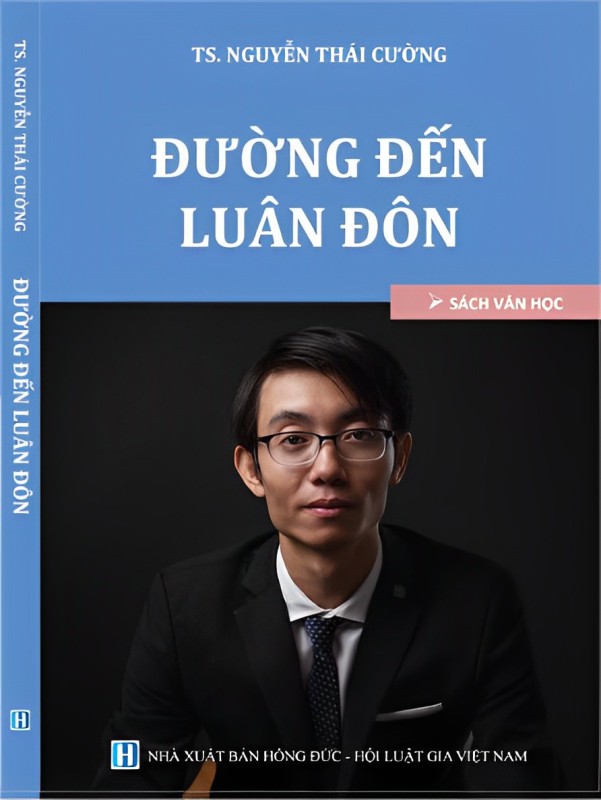 TS. NGUYỄN THÁI CƯỜNG
ĐƯỜNG ĐẾN
LUÂN ĐÔN
SÁCH VĂN HỌC
H NHÀ XUẤT BẢN HỒNG ĐỨC - HỘI LUẬT GIA VIỆT NAM
TS. NGUYỄN THÁI CƯỜNG
ĐƯỜNG ĐẾN LUÂN ĐÔN
H